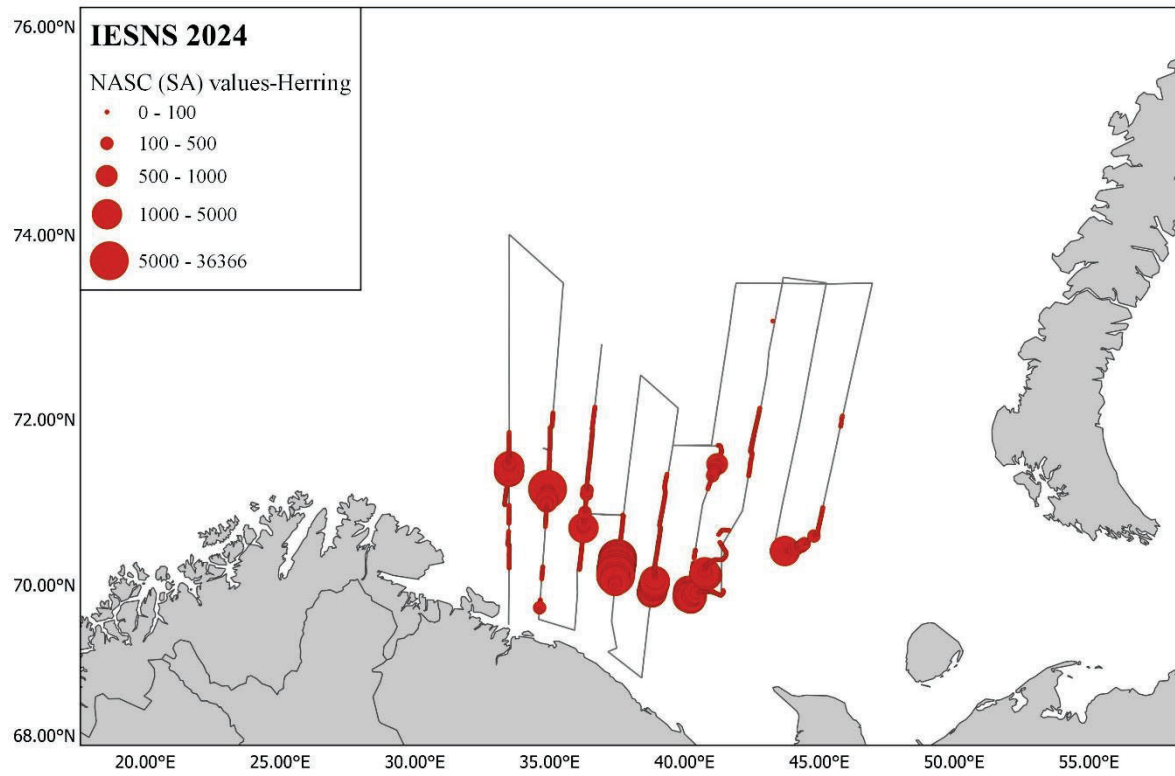 IESNS 2024
NASC (SA) values-Herring
0 - 100
100 - 500
500 - 1000
1000 - 5000
5000 - 36366
76.00°N
74.00°N
72.00°N
70.00°N
68.00°N
20.00°E 25.00°E 30.00°E 35.00°E 40.00°E 45.00°E 50.00°E 55.00°E